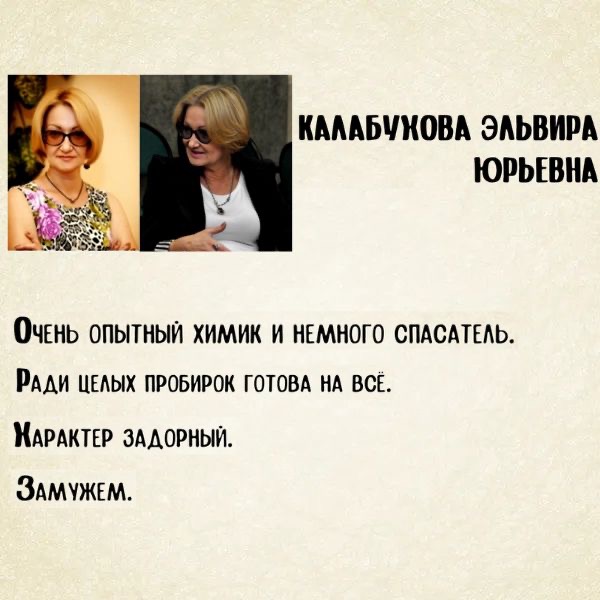 КАЛАБУХОВА ЭЛЬВИРА
ЮРЬЕВНА
Очень опытный химик и немного спасатель.
Ради целых пробирок готова на всё.
Характер задорный.
Замужем.